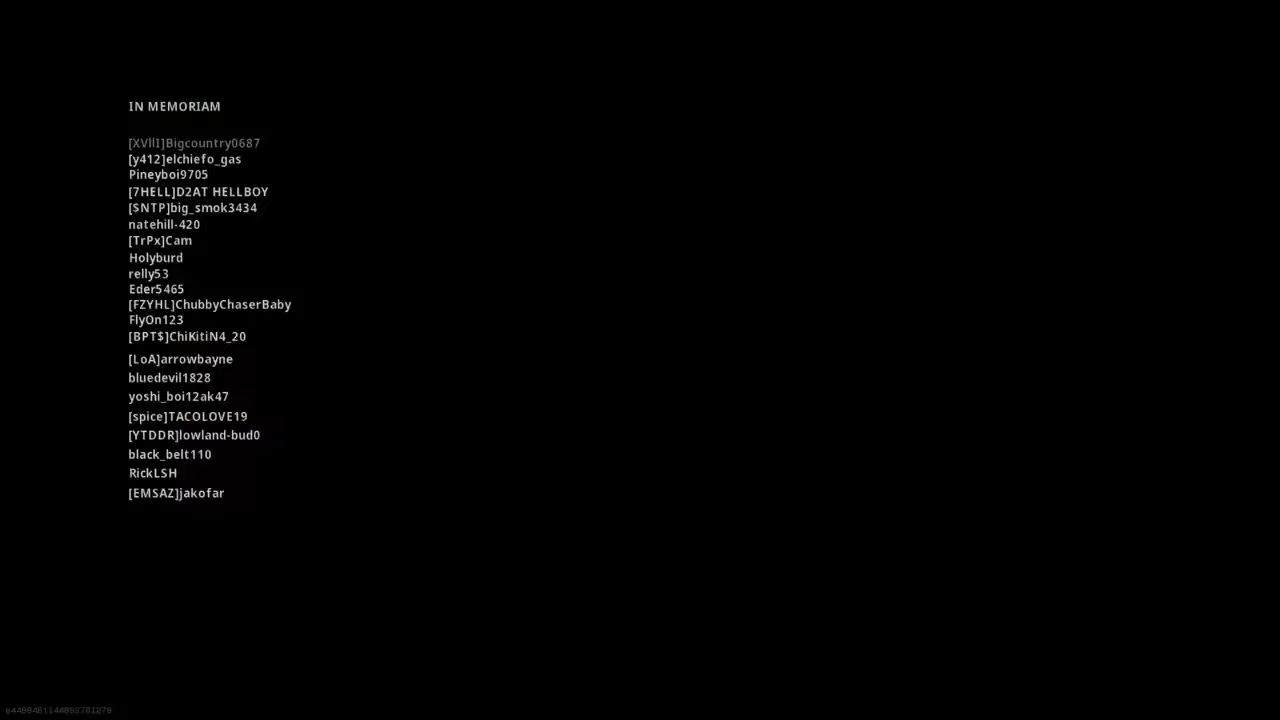 IN MEMORIAM
[XVllI]Bigcountry0687
[y412]elchiefo_gas
Pineyboi9705
[7HELL]D2AT HELLBOY
[$NTP]big_smok3434
natehill-420
[TrPx]Cam
Holyburd
relly53
Eder5465
[FZYHL]ChubbyChaserBaby
FlyOn123
[BPT$]ChiKitiN4_20
[LoA]arrowbayne
bluedevil1828
yoshi_boi12ak47
[spice]TACOLOVE19
[YTDDR]lowland-bud0
black_belt110
RickLSH
[EMSAZ]jakofar